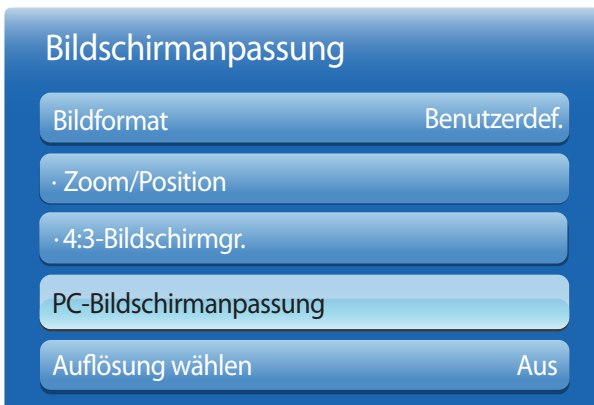 Bildschirmanpassung
Bildformat Benutzerdef.
· Zoom/Position
· 4:3-Bildschirmgr.
PC-Bildschirmanpassung
Auflösung wählen Aus